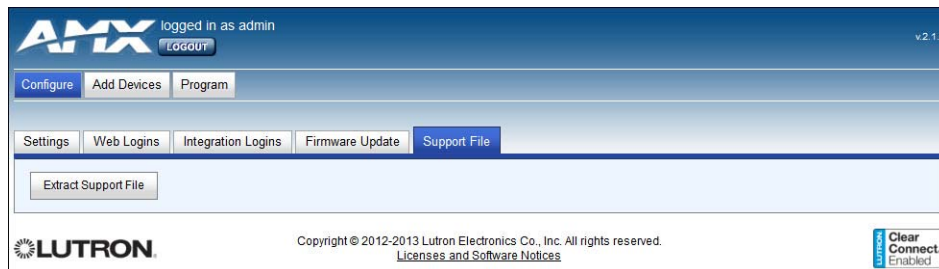 AMX
logged in as admin
LOGOUT
v.2.1.
Configure Add Devices Program
Settings Web Logins Integration Logins Firmware Update Support File
Extract Support File
LUTRON.
Copyright © 2012-2013 Lutron Electronics Co., Inc. All rights reserved.
Licenses and Software Notices
LUTRON
Clear
Connect
Enabled